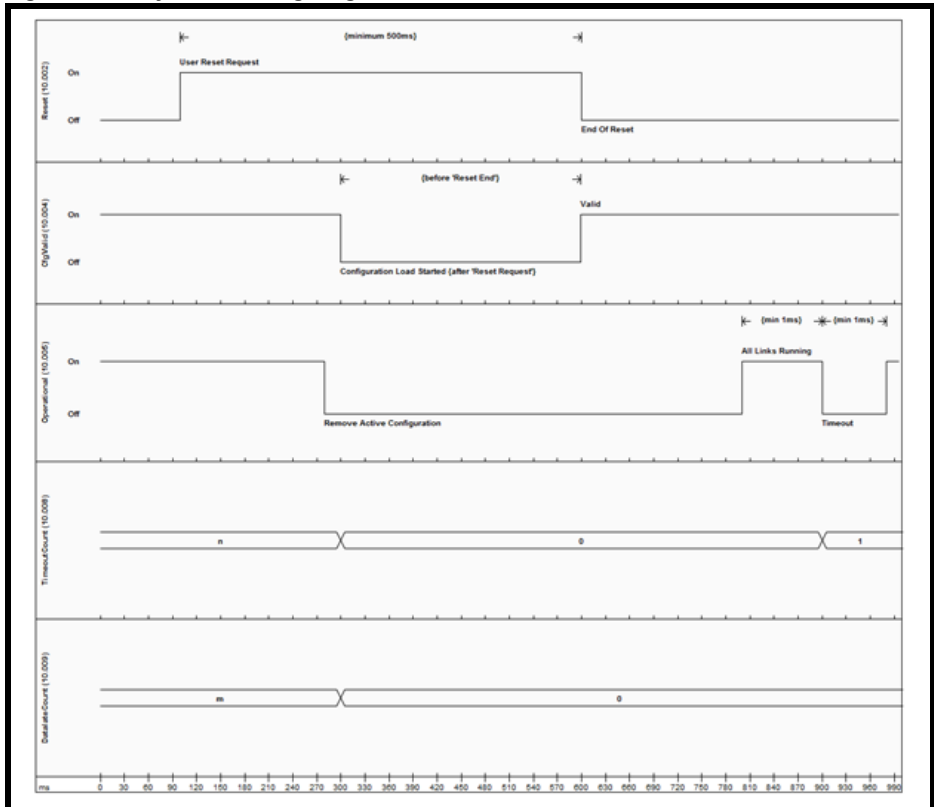 {minimum 500ms}
User Reset Request
Reset (10.002)
On
Off
End Of Reset
{before 'Reset End'}
Valid
CfgValid (10.004)
On
Off
Configuration Load Started {after 'Reset Request'}
{min 1ms} {min 1ms}
All Links Running
Operational (10.005)
On
Off
Remove Active Configuration
Timeout
TimeoutCount (10.008)
n 0 1
DatalateCount (10.009)
m 0
ms 0 30 60 90 120 150 180 210 240 270 300 330 360 390 420 450 480 510 540 570 600 630 660 690 720 750 780 810 840 870 900 930 960 990